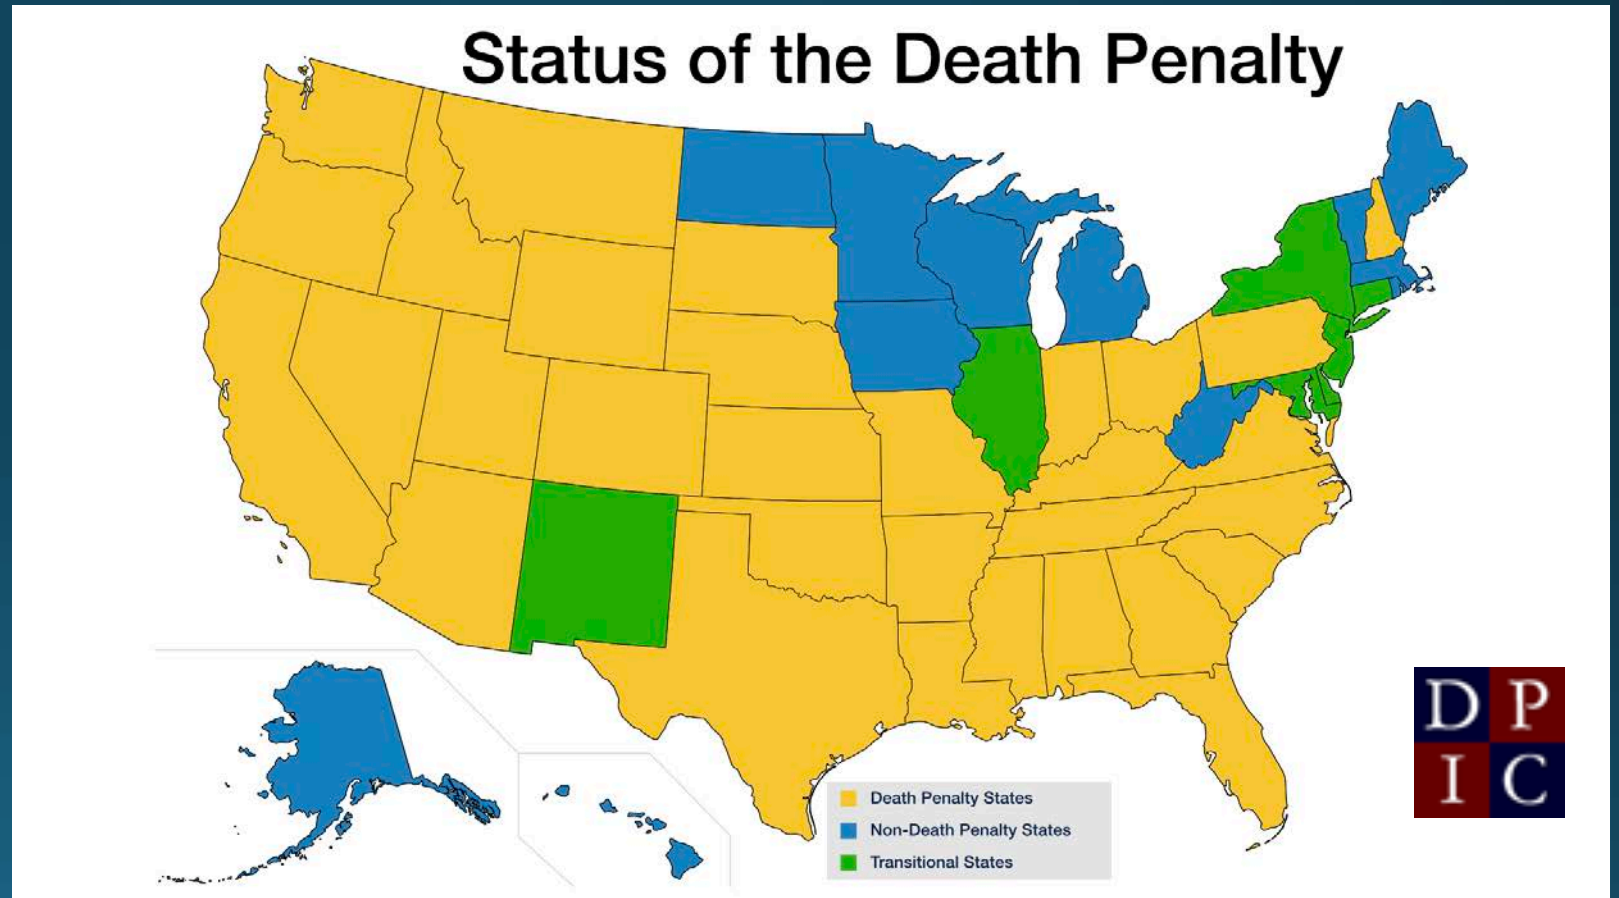 Status of the Death Penalty
D P
I C
Death Penalty States
Non-Death Penalty States
Transitional States